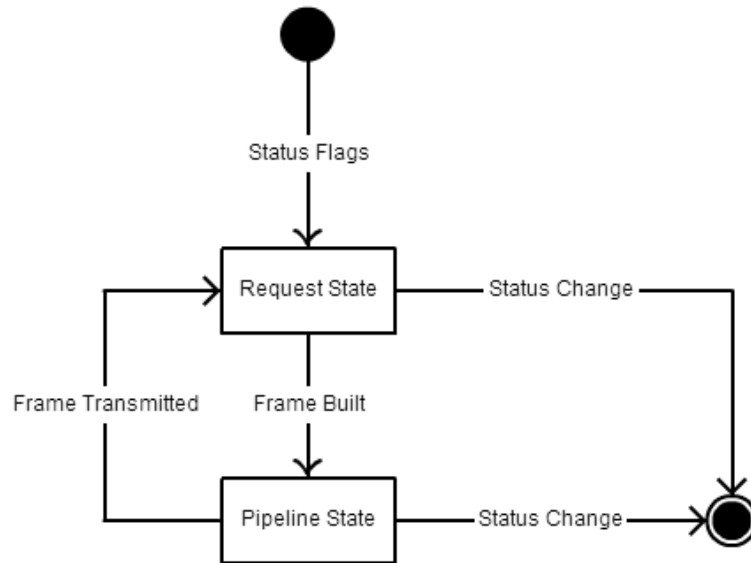 Status Flags
Request State
Status Change
Frame Transmitted
Frame Built
Pipeline State
Status Change